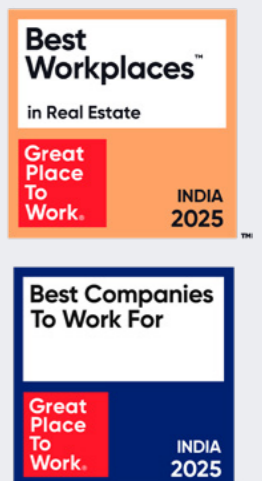 Best
Workplaces™
in Real Estate
Great
Place
To
Work®
INDIA
2025
TM
Best Companies
To Work For
Great
Place
To
Work®
INDIA
2025